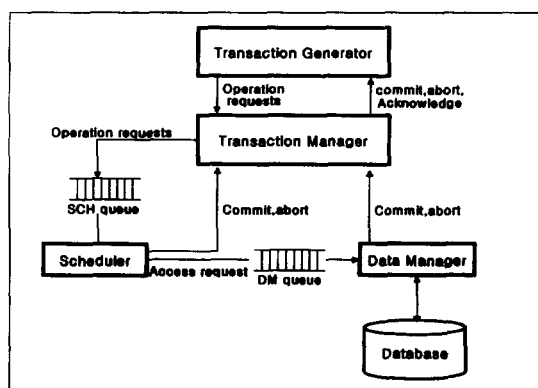 Transaction Generator
Operation
requests
commit,abort,
Acknowledge
Operation requests
Transaction Manager
SCH queue
Commit,abort
Commit,abort
Scheduler
Access request
DM queue
Data Manager
Database